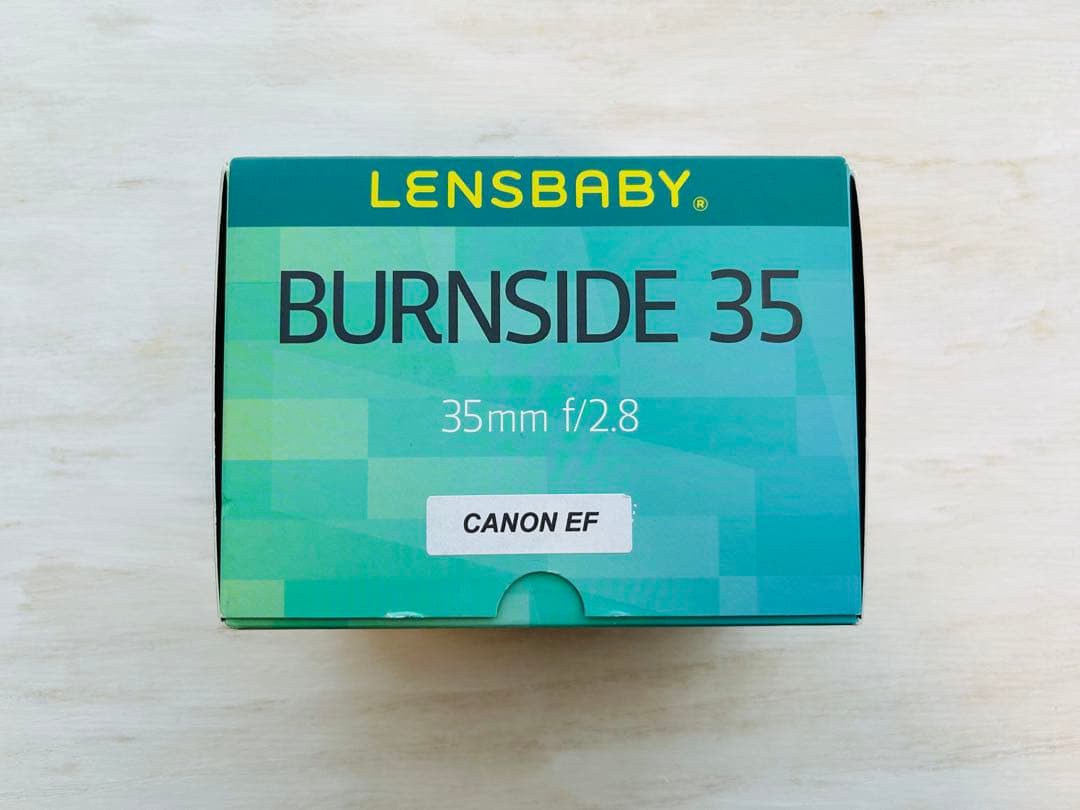 LENSBABY®
BURNSIDE 35
35mm f/2.8
CANON EF